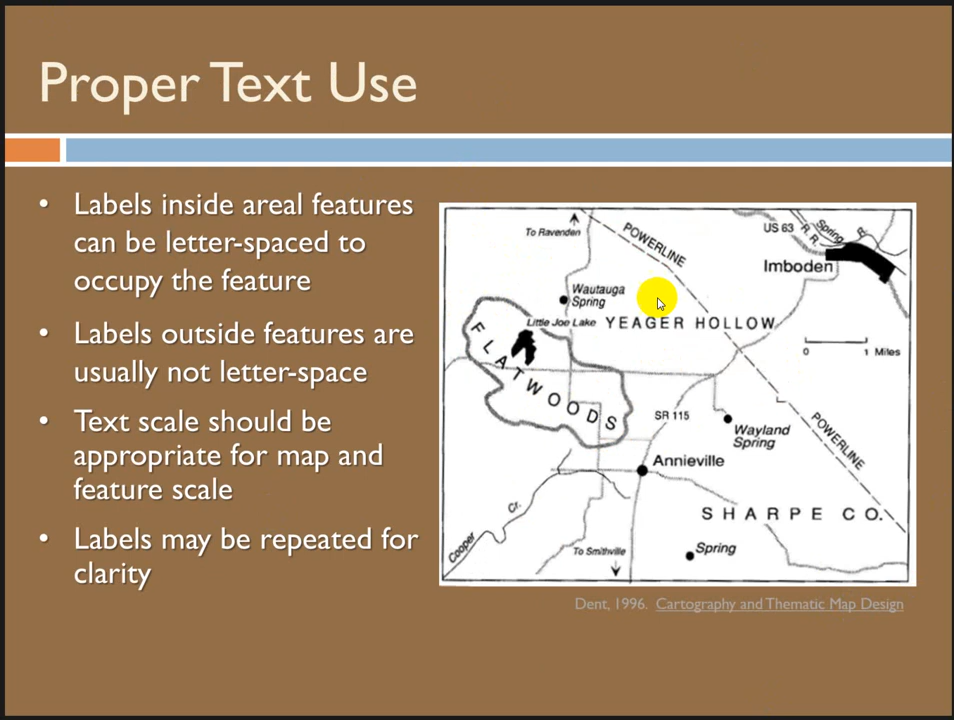 Proper Text Use
• Labels inside areal features
can be letter-spaced to
occupy the feature
• Labels outside features are
usually not letter-space
• Text scale should be
appropriate for map and
feature scale
• Labels may be repeated for
clarity
To Ravenden
POWERLINE
US 63
R. R.
Spring R.
Imboden
Wautauga
Spring
Little Joe Lake
YEAGER HOLLOW
0 1 Miles
FLATWOODS
SR 115
Wayland
Spring
POWERLINE
Annieville
SHARPE CO.
Cooper Cr.
To Smithville
Spring
Dent, 1996. Cartography and Thematic Map Design